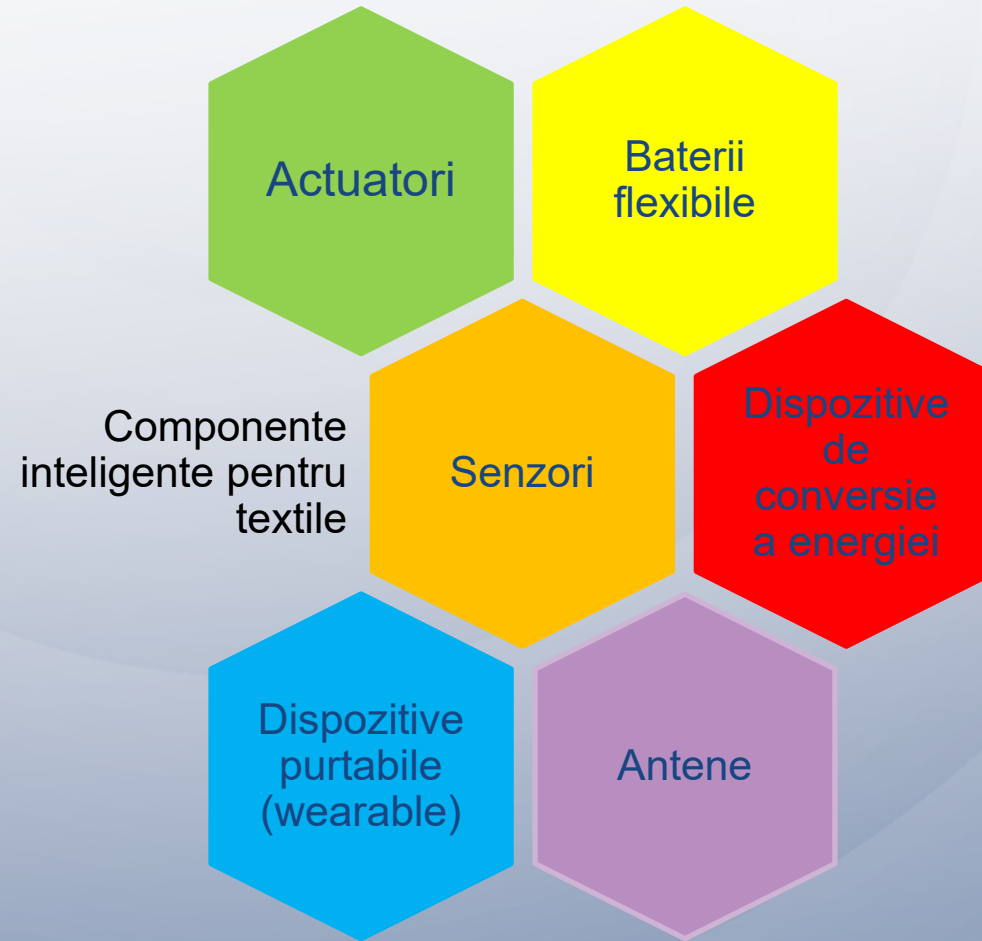 Actuatori
Baterii
flexibile
Componente
inteligente pentru
textile
Senzori
Dispozitive
de
conversie
a energiei
Dispozitive
purtabile
(wearable)
Antene